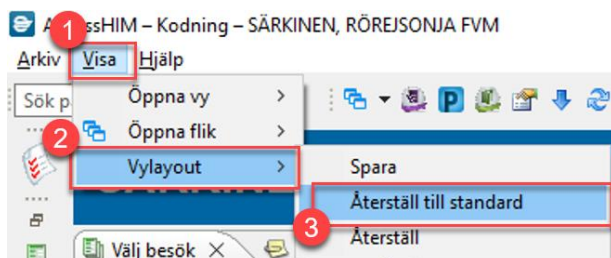 ssHIM – Kodning – SÄRKINEN, RÖREJSONJA FVM
1
Arkiv Visa Hjälp
Sök p
Öppna vy
2
Öppna flik
Vylayout
Spara
Återställ till standard
3
Återställ
Välj besök